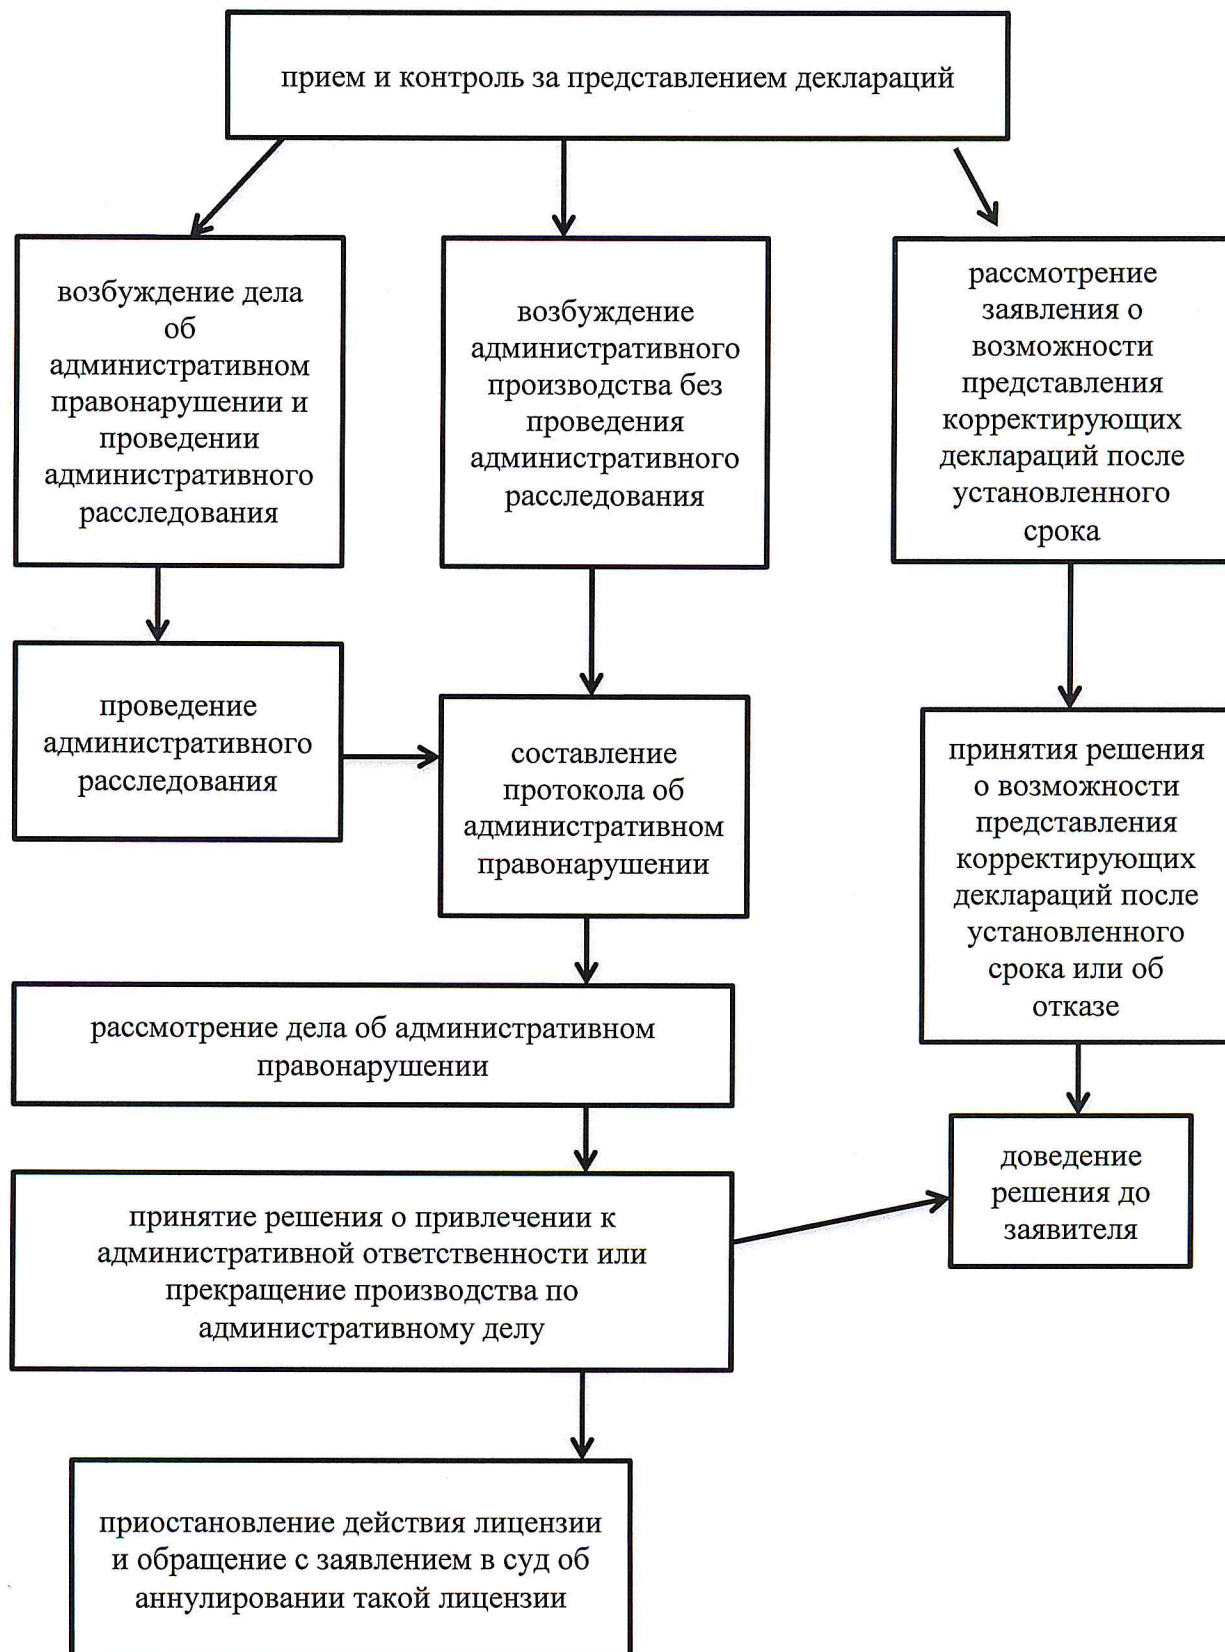 прием и контроль за представлением деклараций
возбуждение дела
об
административном
правонарушении и
проведении
административного
расследования
возбуждение
административного
производства без
проведения
административного
расследования
рассмотрение
заявления о
возможности
представления
корректирующих
деклараций после
установленного
срока
проведение
административного
расследования
составление
протокола об
административном
правонарушении
принятия решения
о возможности
представления
корректирующих
деклараций после
установленного
срока или об
отказе
рассмотрение дела об административном
правонарушении
доведение
решения до
заявителя
принятие решения о привлечении к
административной ответственности или
прекращение производства по
административному делу
приостановление действия лицензии
и обращение с заявлением в суд об
аннулировании такой лицензии